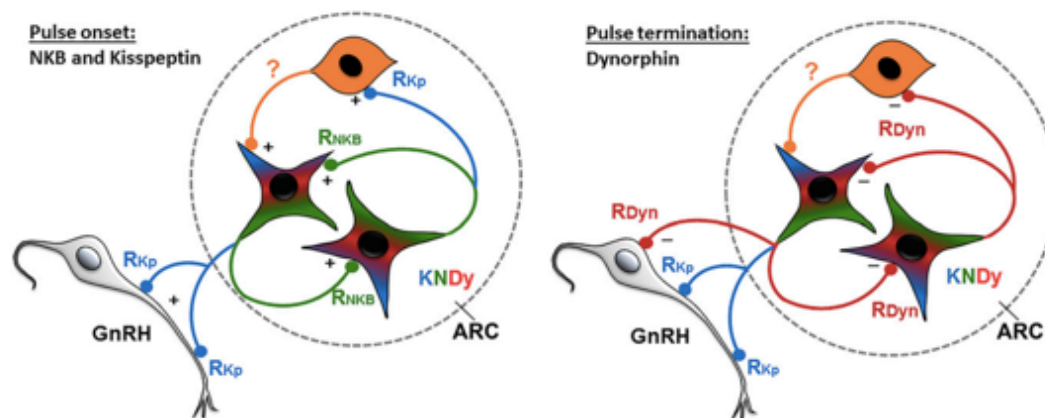 Pulse onset:
NKB and Kisspeptin
?
RKp
+
+
RNKB
+
+
RNKB
KNDy
RKp
+
GnRH
RKp
ARC
Pulse termination:
Dynorphin
?
–
RDyn
–
RDyn
–
RKp
–
KNDy
RDyn
GnRH
RKp
ARC